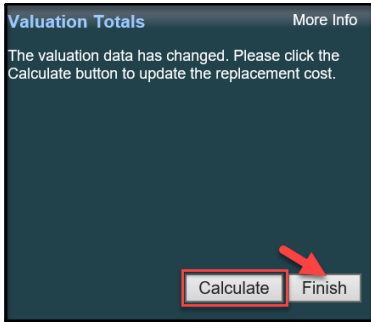 Valuation Totals More Info
The valuation data has changed. Please click the
Calculate button to update the replacement cost.
Calculate Finish